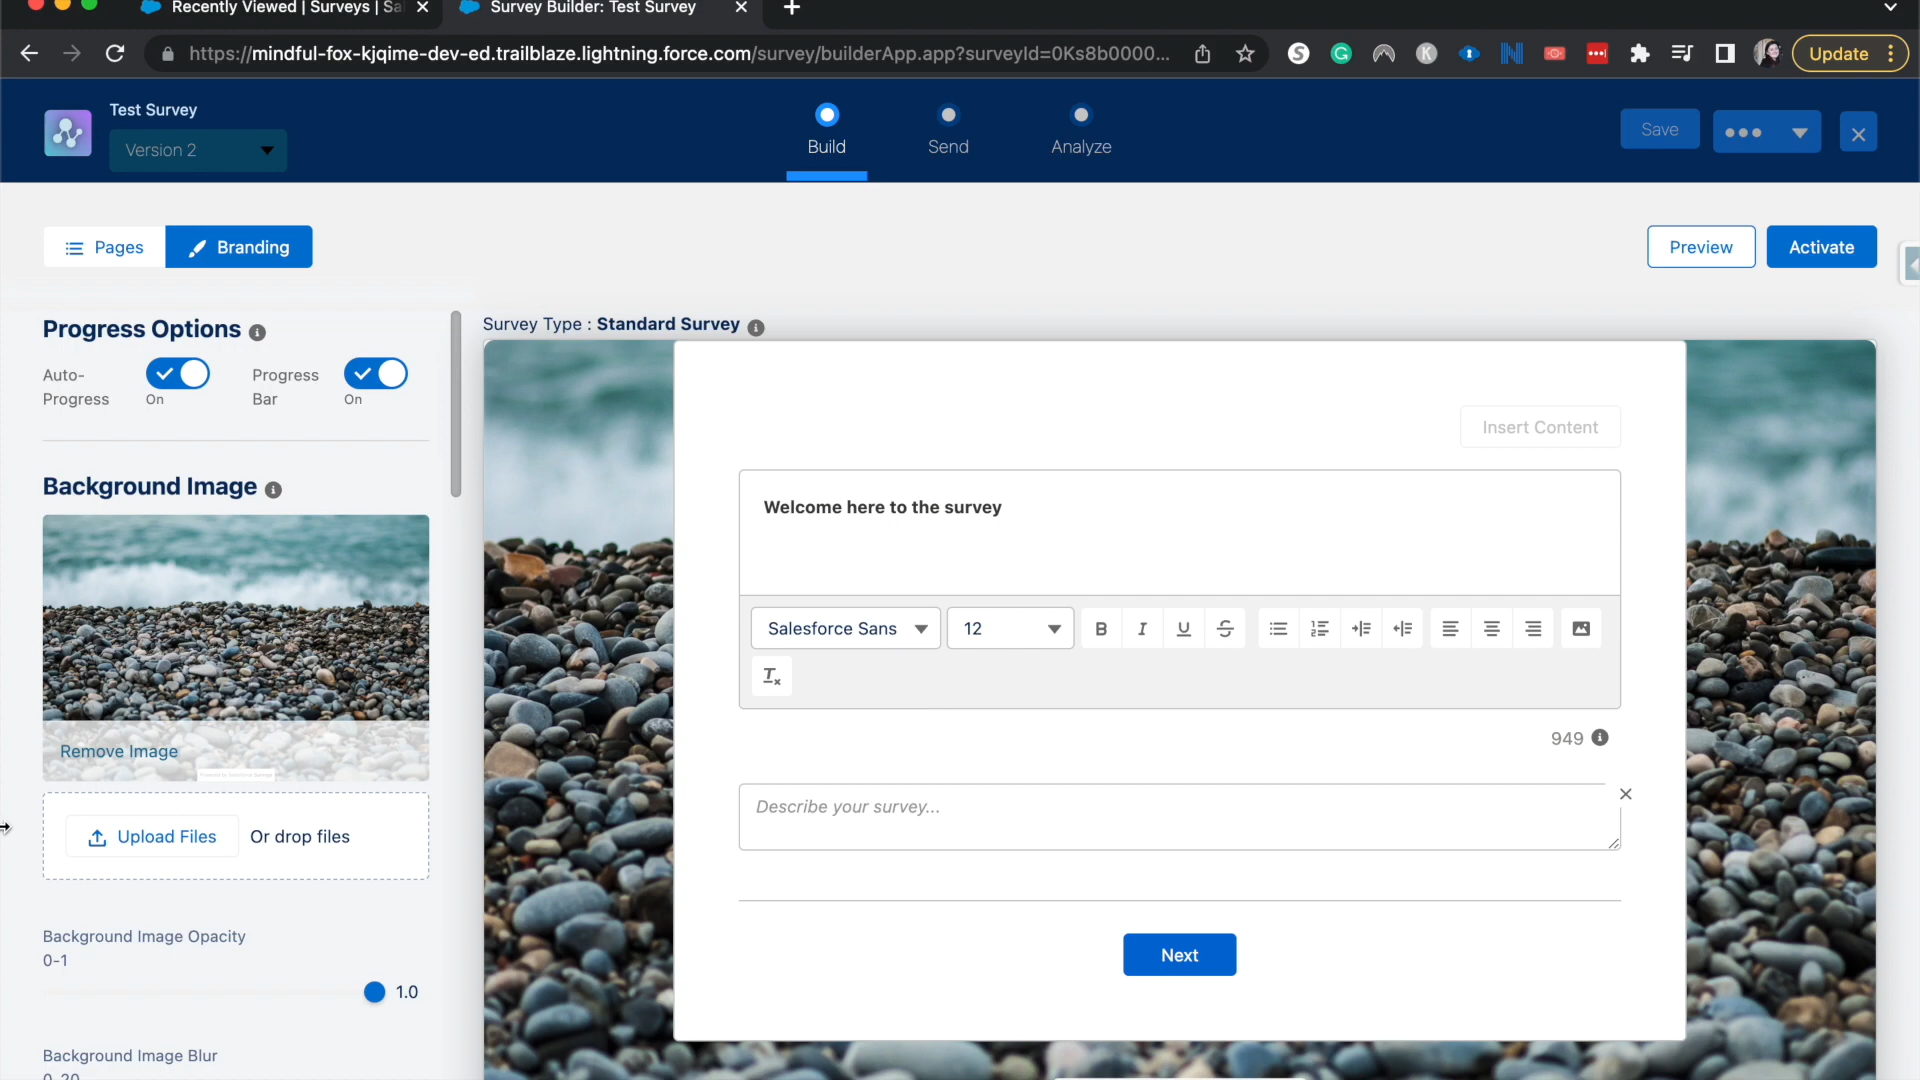 Recently Viewed | Surveys | Sa
Survey Builder: Test Survey
https://mindful-fox-kjqime-dev-ed.trailblaze.lightning.force.com/survey/builderApp.app?surveyId=0Ks8b0000...
Update
Test Survey
Version 2
Build
Send
Analyze
Save
Pages
Branding
Preview
Activate
Progress Options
Auto-
Progress
On
Progress
Bar
On
Background Image
Remove Image
Upload Files
Or drop files
Background Image Opacity
0-1
1.0
Background Image Blur
0-20
Survey Type : Standard Survey
Insert Content
Welcome here to the survey
Salesforce Sans
12
B
I
U
S
949
Describe your survey...
Next